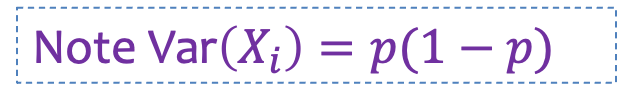 Note Var(𝑋ᵢ) = 𝑝(1 − 𝑝)